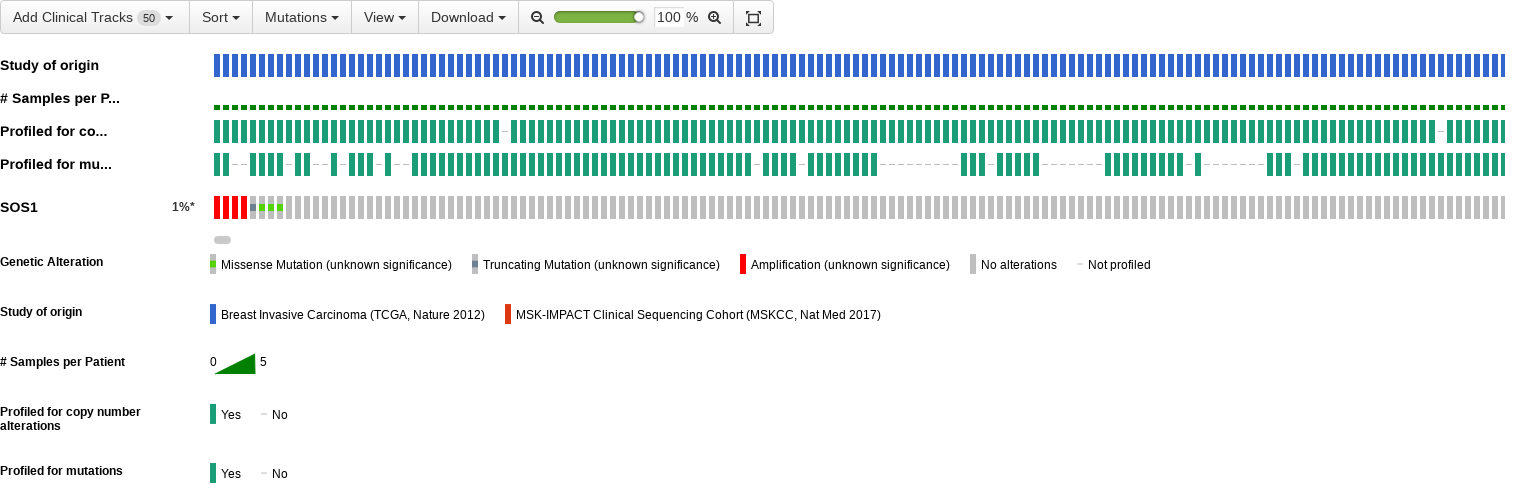 Add Clinical Tracks 50 Sort Mutations View Download 100 %
Study of origin
# Samples per P...
Profiled for co...
Profiled for mu...
SOS1 1%*
Genetic Alteration Missense Mutation (unknown significance) Truncating Mutation (unknown significance) Amplification (unknown significance) No alterations Not profiled
Study of origin Breast Invasive Carcinoma (TCGA, Nature 2012) MSK-IMPACT Clinical Sequencing Cohort (MSKCC, Nat Med 2017)
# Samples per Patient 0 5
Profiled for copy number Yes No
alterations
Profiled for mutations Yes No